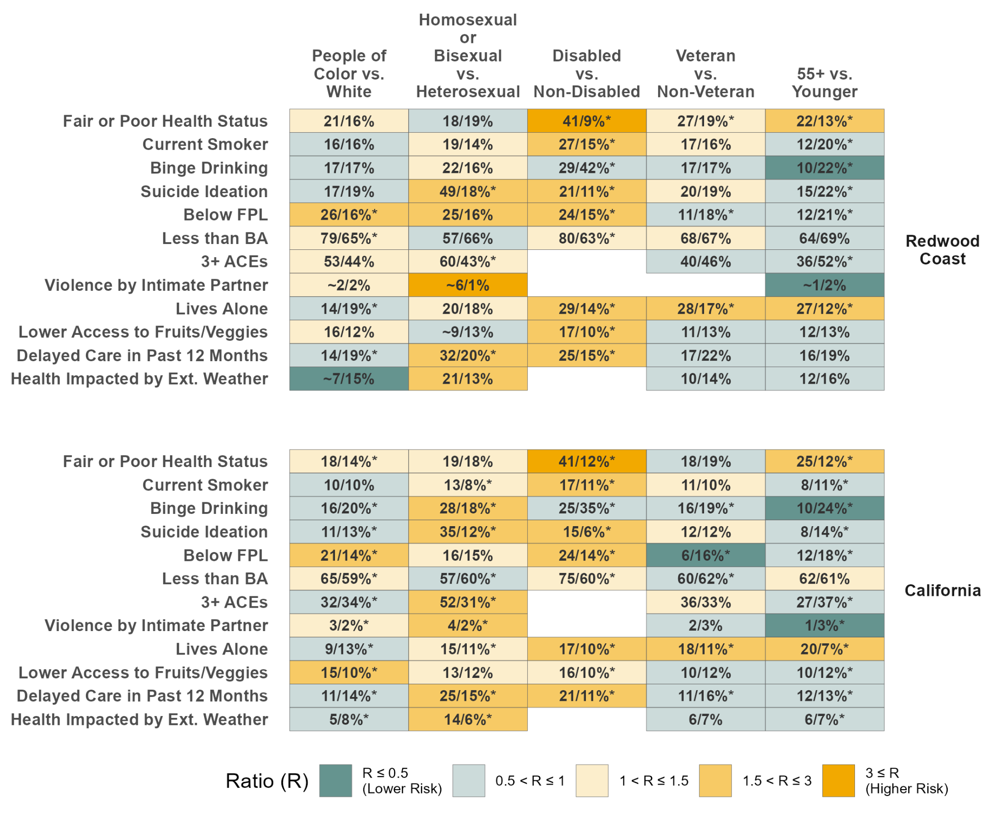 Homosexual
or
People of Bisexual Disabled Veteran
Color vs. vs. vs. vs. 55+ vs.
White Heterosexual Non-Disabled Non-Veteran Younger
Fair or Poor Health Status 21/16% 18/19% 41/9%* 27/19%* 22/13%*
Current Smoker 16/16% 19/14% 27/15%* 17/16% 12/20%*
Binge Drinking 17/17% 22/16% 29/42%* 17/17% 10/22%*
Suicide Ideation 17/19% 49/18%* 21/11%* 20/19% 15/22%*
Below FPL 26/16%* 25/16% 24/15%* 11/18%* 12/21%*
Less than BA 79/65%* 57/66% 80/63%* 68/67% 64/69%
3+ ACEs 53/44% 60/43%* 40/46% 36/52%*
Violence by Intimate Partner ~2/2% ~6/1% ~1/2%
Lives Alone 14/19%* 20/18% 29/14%* 28/17%* 27/12%*
Lower Access to Fruits/Veggies 16/12% ~9/13% 17/10%* 11/13% 12/13%
Delayed Care in Past 12 Months 14/19%* 32/20%* 25/15%* 17/22% 16/19%
Health Impacted by Ext. Weather ~7/15% 21/13% 10/14% 12/16%
Redwood
Coast
Fair or Poor Health Status 18/14%* 19/18% 41/12%* 18/19% 25/12%*
Current Smoker 10/10% 13/8%* 17/11%* 11/10% 8/11%*
Binge Drinking 16/20%* 28/18%* 25/35%* 16/19%* 10/24%*
Suicide Ideation 11/13%* 35/12%* 15/6%* 12/12% 8/14%*
Below FPL 21/14%* 16/15% 24/14%* 6/16%* 12/18%*
Less than BA 65/59%* 57/60%* 75/60%* 60/62%* 62/61%
3+ ACEs 32/34%* 52/31%* 36/33% 27/37%*
Violence by Intimate Partner 3/2%* 4/2%* 2/3% 1/3%*
Lives Alone 9/13%* 15/11%* 17/10%* 18/11%* 20/7%*
Lower Access to Fruits/Veggies 15/10%* 13/12% 16/10%* 10/12% 10/12%*
Delayed Care in Past 12 Months 11/14%* 25/15%* 21/11%* 11/16%* 12/13%*
Health Impacted by Ext. Weather 5/8%* 14/6%* 6/7% 6/7%*
California
Ratio (R)
R ≤ 0.5
(Lower Risk)
0.5 < R ≤ 1
1 < R ≤ 1.5
1.5 < R ≤ 3
3 ≤ R
(Higher Risk)